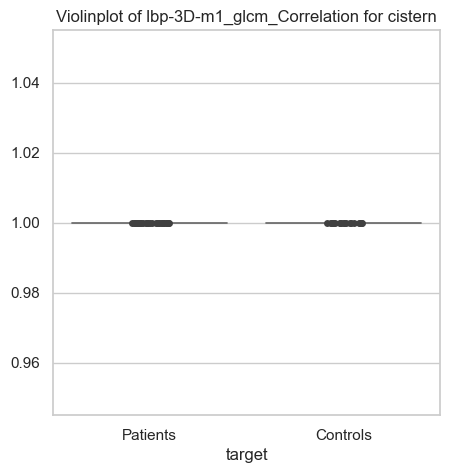 Violinplot of lbp-3D-m1_glcm_Correlation for cistern
1.04
1.02
1.00
0.98
0.96
Patients Controls
target